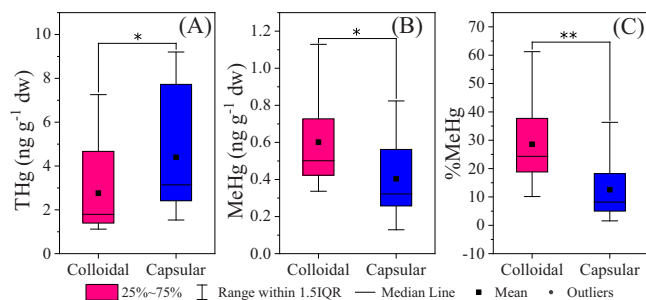 (A)
*
THg (ng g⁻¹ dw)
10
8
6
4
2
0
Colloidal Capsular
(B)
*
MeHg (ng g⁻¹ dw)
1.2
1.0
0.8
0.6
0.4
0.2
0.0
Colloidal Capsular
(C)
**
%MeHg
70
60
50
40
30
20
10
0
-10
Colloidal Capsular
25%~75% Range within 1.5IQR Median Line Mean Outliers